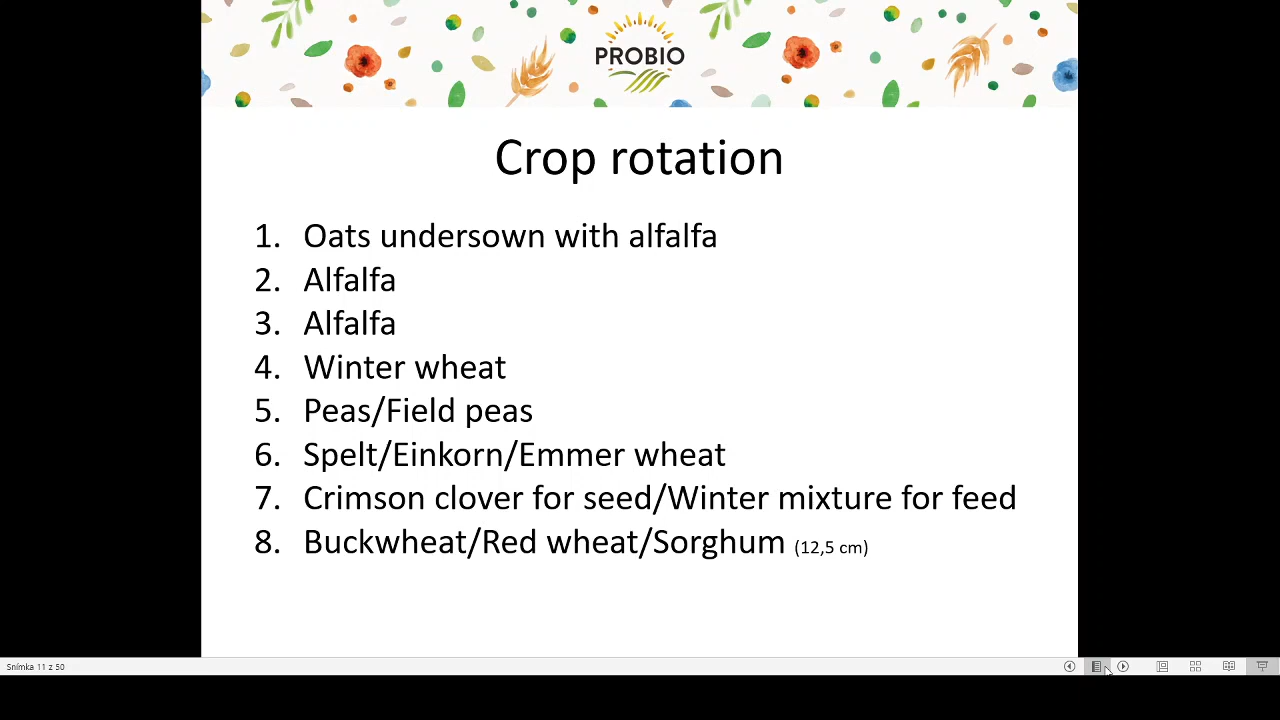 PROBIO
Crop rotation
1. Oats undersown with alfalfa
2. Alfalfa
3. Alfalfa
4. Winter wheat
5. Peas/Field peas
6. Spelt/Einkorn/Emmer wheat
7. Crimson clover for seed/Winter mixture for feed
8. Buckwheat/Red wheat/Sorghum (12,5 cm)
Snímka 11 z 50